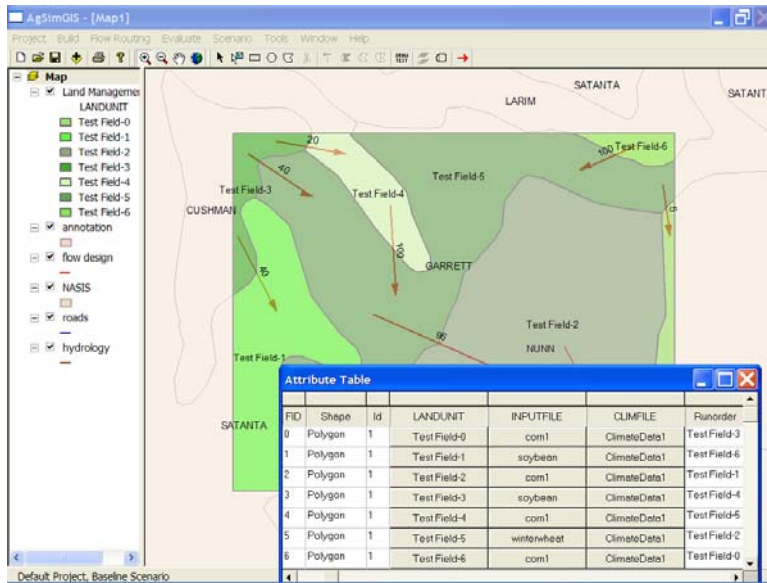 AgSimGIS - [Map1]
Project Build Flow Routing Evaluate Scenario Tools Window Help
Map
Land Managemen
LANDUNIT
Test Field-0
Test Field-1
Test Field-2
Test Field-3
Test Field-4
Test Field-5
Test Field-6
annotation
flow design
NASIS
roads
hydrology
SATANTA
LARIM
SATANT
20
100
Test Field-6
40
Test Field-5
Test Field-3
Test Field-4
CUSHMAN
5
100
GARRETT
40
Test Field-2
NUNN
Test Field-1
SATANTA
Attribute Table
FID Shape Id LANDUNIT INPUTFILE CLIMFILE Runorder
0 Polygon 1 Test Field-0 corn1 ClimateData1 Test Field-3
1 Polygon 1 Test Field-1 soybean ClimateData1 Test Field-6
2 Polygon 1 Test Field-2 corn1 ClimateData1 Test Field-1
3 Polygon 1 Test Field-3 soybean ClimateData1 Test Field-4
4 Polygon 1 Test Field-4 corn1 ClimateData1 Test Field-5
5 Polygon 1 Test Field-5 winterwheat ClimateData1 Test Field-2
6 Polygon 1 Test Field-6 corn1 ClimateData1 Test Field-0
Default Project, Baseline Scenario